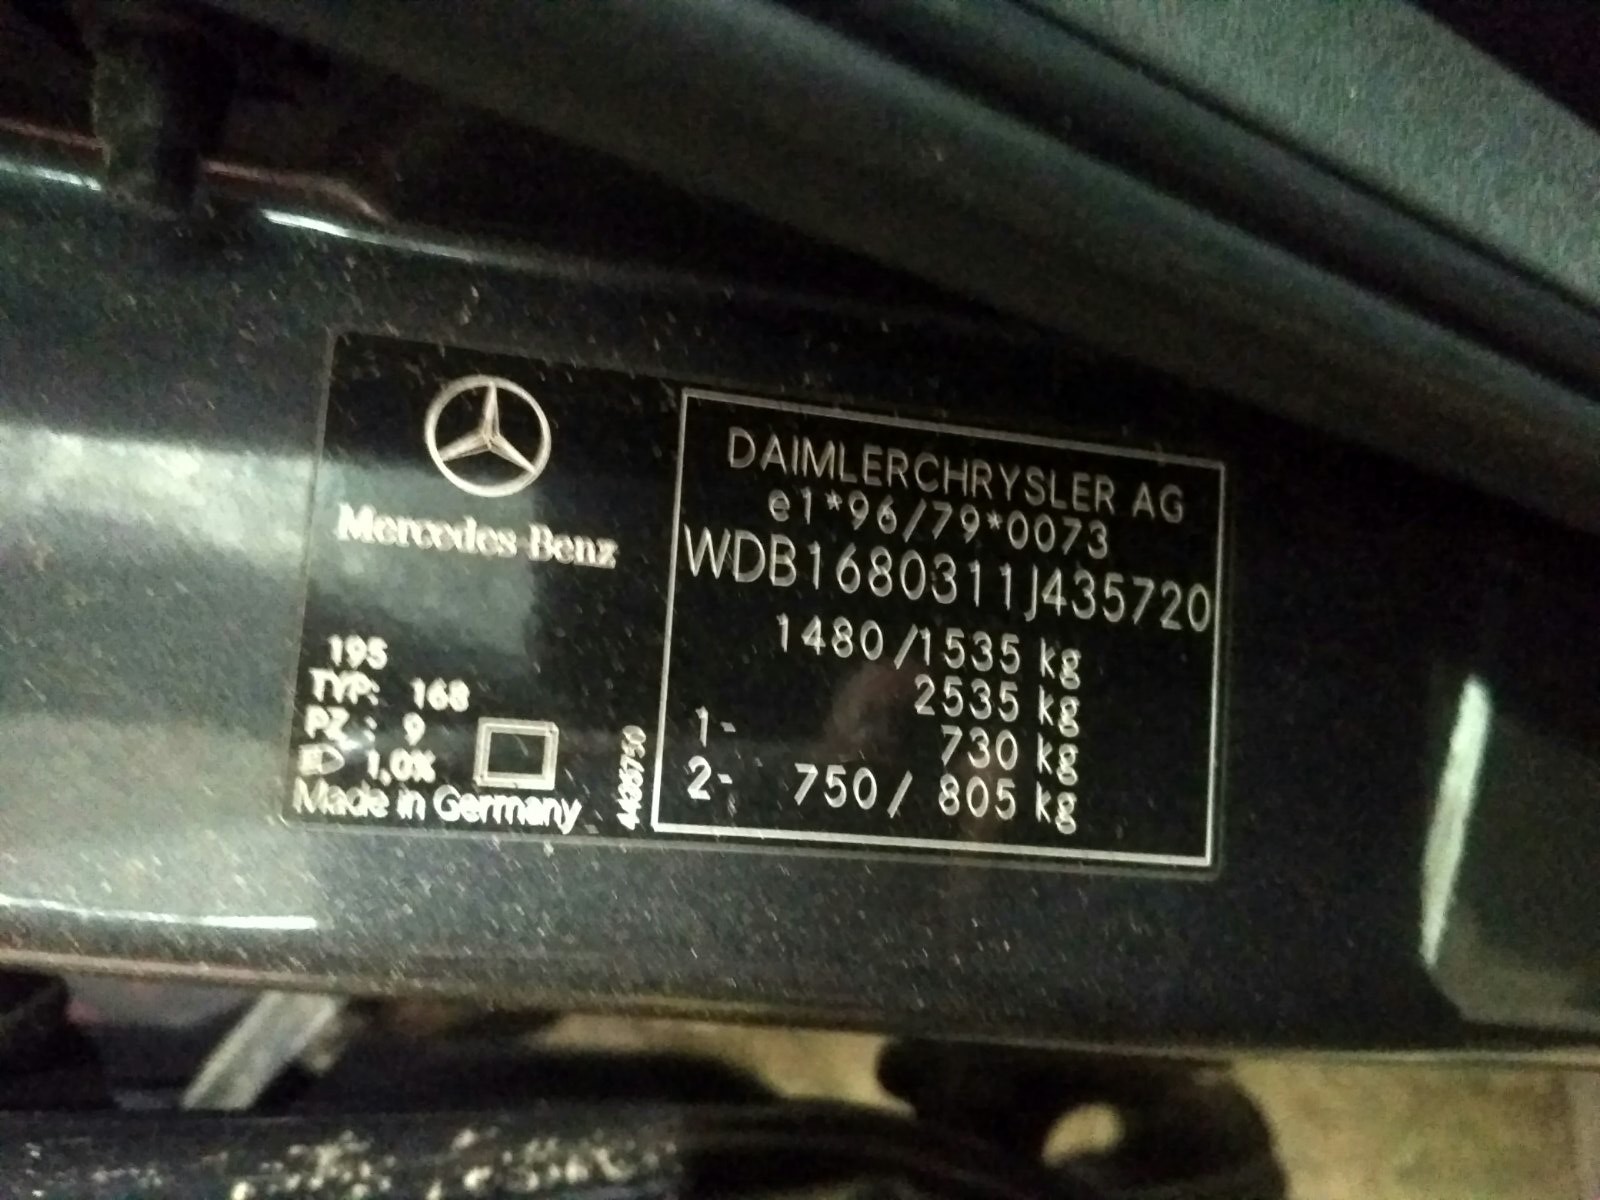 Mercedes-Benz
195
TYP: 168
PZ : 9
1,0%
Made in Germany
DAIMLERCHRYSLER AG
e1*96/79*0073
WDB1680311J435720
1480/1535 kg
2535 kg
1- 730 kg
2- 750/ 805 kg